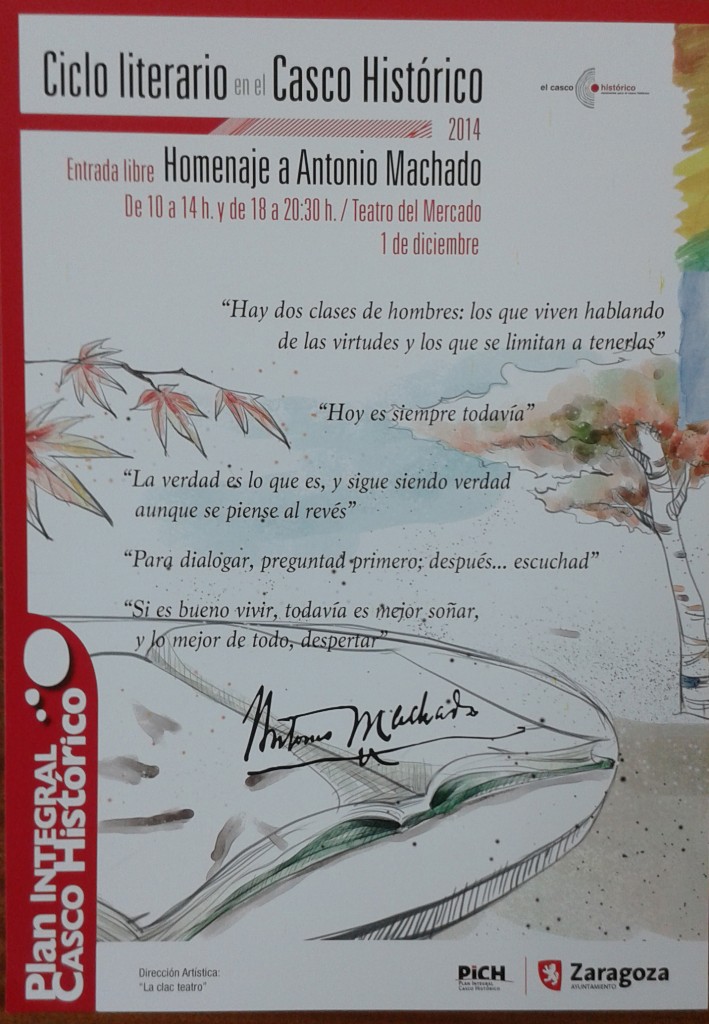 Ciclo literario en el Casco Histórico
el casco histórico
2014
Entrada libre Homenaje a Antonio Machado
De 10 a 14 h. y de 18 a 20:30 h. / Teatro del Mercado
1 de diciembre
“Hay dos clases de hombres: los que viven hablando
de las virtudes y los que se limitan a tenerlas”
“Hoy es siempre todavía”
“La verdad es lo que es, y sigue siendo verdad
aunque se piense al revés”
“Para dialogar, preguntad primero; después... escuchad”
“Si es bueno vivir, todavía es mejor soñar,
y lo mejor de todo, despertar”
Antonio Machado
Plan INTEGRAL
CASCO HISTÓRICO
Dirección Artística:
"La clac teatro"
PICH
PLAN INTEGRAL
CASCO HISTÓRICO
Zaragoza
AYUNTAMIENTO